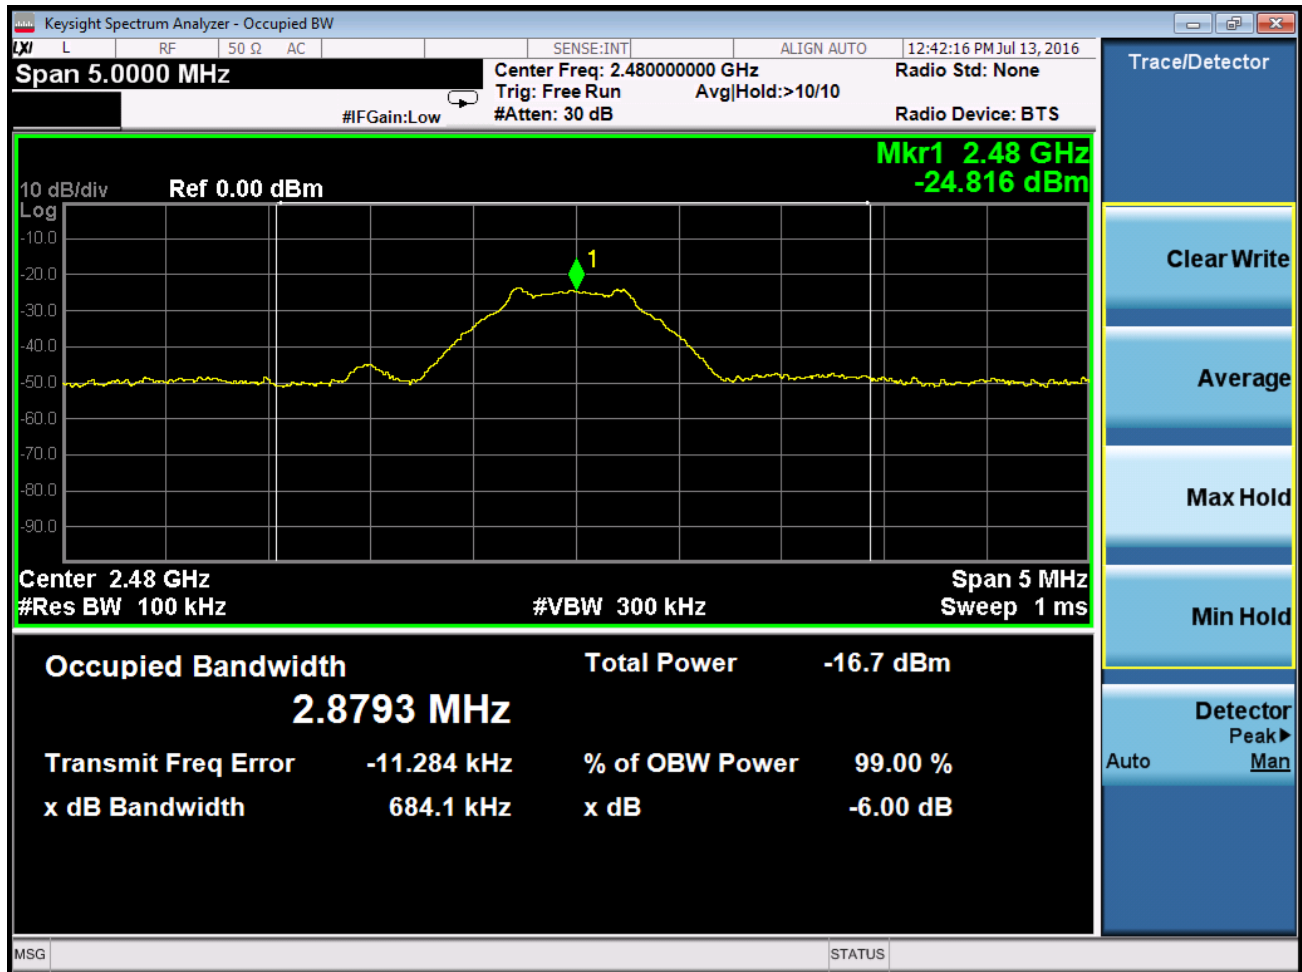 Keysight Spectrum Analyzer - Occupied BW
LXI L RF 50 Ω AC SENSE:INT ALIGN AUTO 12:42:16 PM Jul 13, 2016
Span 5.0000 MHz
Center Freq: 2.480000000 GHz
Radio Std: None
Trig: Free Run Avg|Hold:>10/10
#IFGain:Low
#Atten: 30 dB
Radio Device: BTS
Mkr1 2.48 GHz
-24.816 dBm
10 dB/div Ref 0.00 dBm
Log
-10.0
1
-20.0
-30.0
-40.0
-50.0
-60.0
-70.0
-80.0
-90.0
Center 2.48 GHz Span 5 MHz
#Res BW 100 kHz #VBW 300 kHz Sweep 1 ms
Occupied Bandwidth Total Power -16.7 dBm
2.8793 MHz
Transmit Freq Error -11.284 kHz % of OBW Power 99.00 %
x dB Bandwidth 684.1 kHz x dB -6.00 dB
Trace/Detector
Clear Write
Average
Max Hold
Min Hold
Detector
Peak▶
Auto Man
MSG STATUS